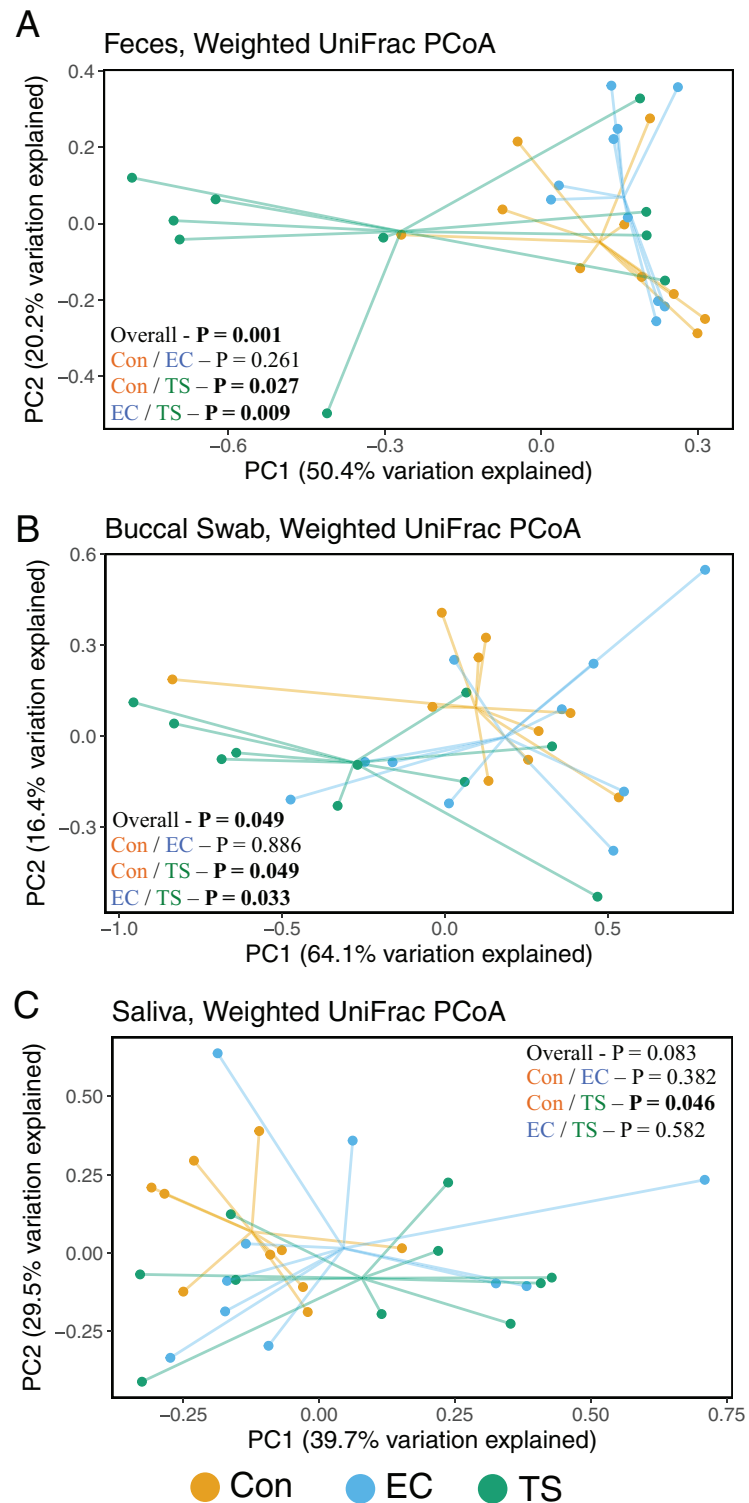 A
Feces, Weighted UniFrac PCoA
0.4
0.2
0.0
−0.2
−0.4
PC2 (20.2% variation explained)
Overall - P = 0.001
Con / EC – P = 0.261
Con / TS – P = 0.027
EC / TS – P = 0.009
−0.6 −0.3 0.0 0.3
PC1 (50.4% variation explained)
B
Buccal Swab, Weighted UniFrac PCoA
0.6
0.3
0.0
−0.3
PC2 (16.4% variation explained)
Overall - P = 0.049
Con / EC – P = 0.886
Con / TS – P = 0.049
EC / TS – P = 0.033
−1.0 −0.5 0.0 0.5
PC1 (64.1% variation explained)
C
Saliva, Weighted UniFrac PCoA
Overall - P = 0.083
Con / EC – P = 0.382
Con / TS – P = 0.046
EC / TS – P = 0.582
0.50
0.25
0.00
−0.25
PC2 (29.5% variation explained)
−0.25 0.00 0.25 0.50 0.75
PC1 (39.7% variation explained)
Con EC TS